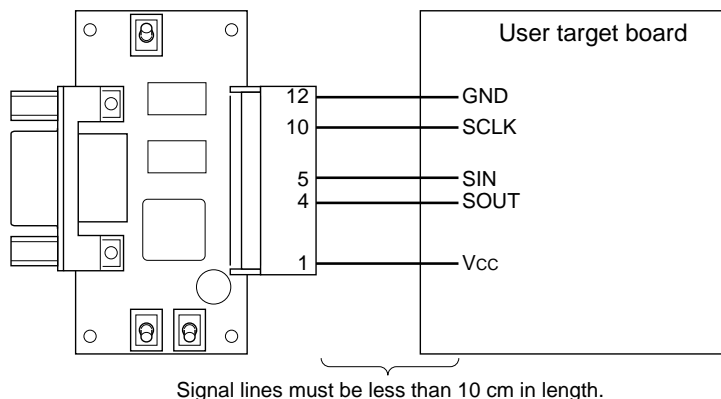 User target board
12 GND
10 SCLK
5 SIN
4 SOUT
1 Vcc
Signal lines must be less than 10 cm in length.